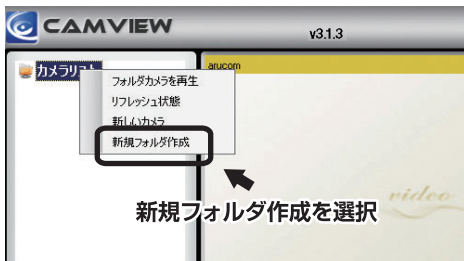 CAMVIEW
v3.1.3
カメラリスト
arucom
フォルダカメラを再生
リフレッシュ状態
新しいカメラ
新規フォルダ作成
video
新規フォルダ作成を選択